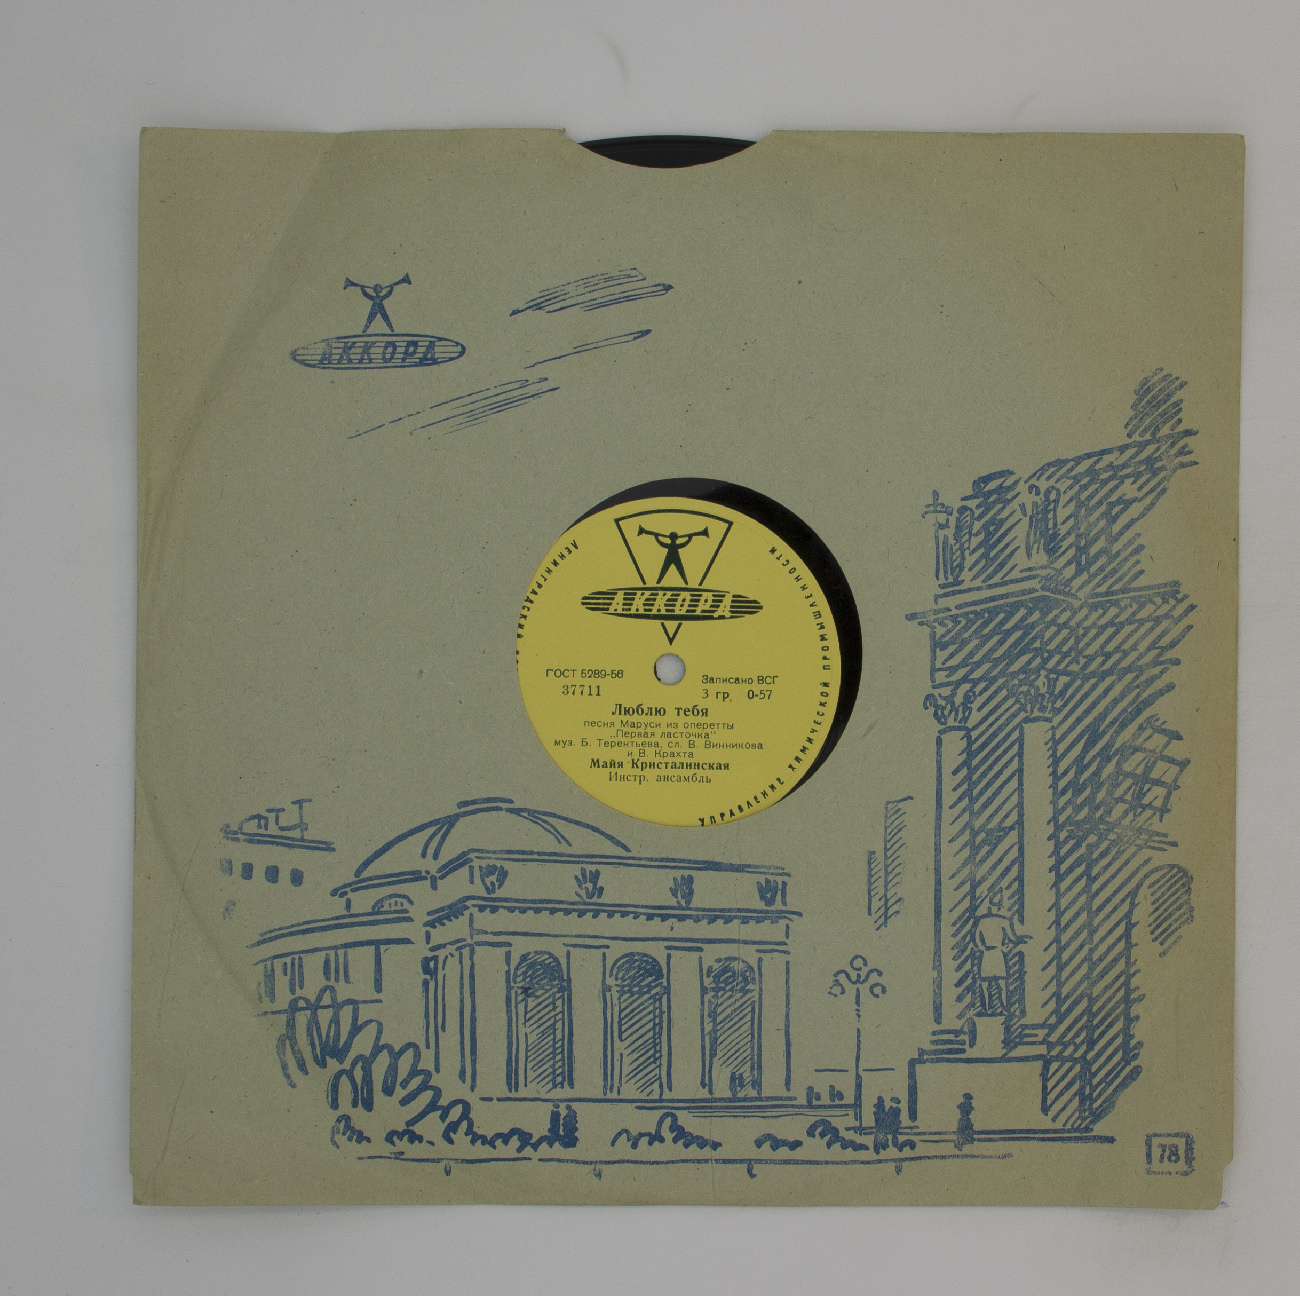 АККОРД
ЛЕНИНГРАДСКИЙ
УПРАВЛЕНИЕ ХИМИЧЕСКОЙ ПРОМЫШЛЕННОСТИ
АККОРД
ГОСТ 5289-56
37711
Записано ВСГ
3 гр. 0-57
Люблю тебя
песня Маруси из оперетты
„Первая ласточка“
муз. Б. Терентьева, сл. В. Винникова
и В. Крахта
Майя Кристалинская
Инстр. ансамбль
78